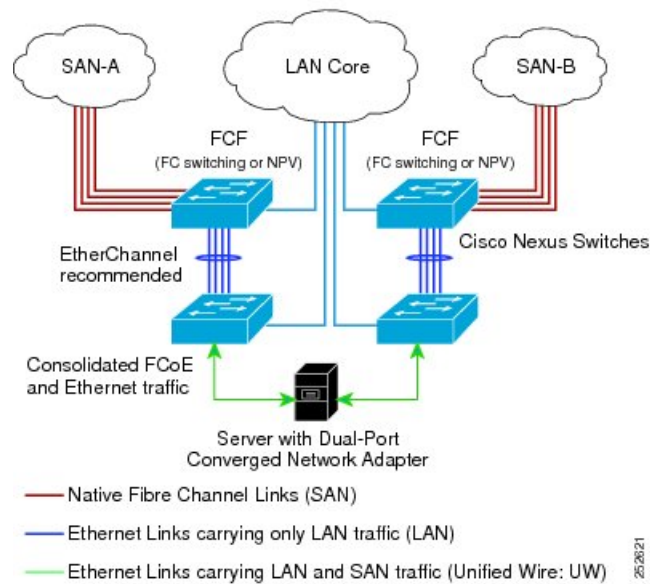 SAN-A
LAN Core
SAN-B
FCF
(FC switching or NPV)
FCF
(FC switching or NPV)
EtherChannel
recommended
Cisco Nexus Switches
Consolidated FCoE
and Ethernet traffic
Server with Dual-Port
Converged Network Adapter
Native Fibre Channel Links (SAN)
Ethernet Links carrying only LAN traffic (LAN)
Ethernet Links carrying LAN and SAN traffic (Unified Wire: UW)
252621